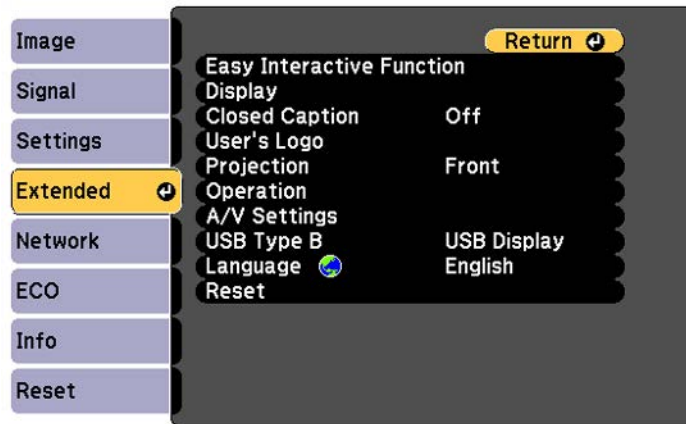 Image
Signal
Settings
Extended
Network
ECO
Info
Reset
Return
Easy Interactive Function
Display
Closed Caption Off
User's Logo
Projection Front
Operation
A/V Settings
USB Type B USB Display
Language English
Reset